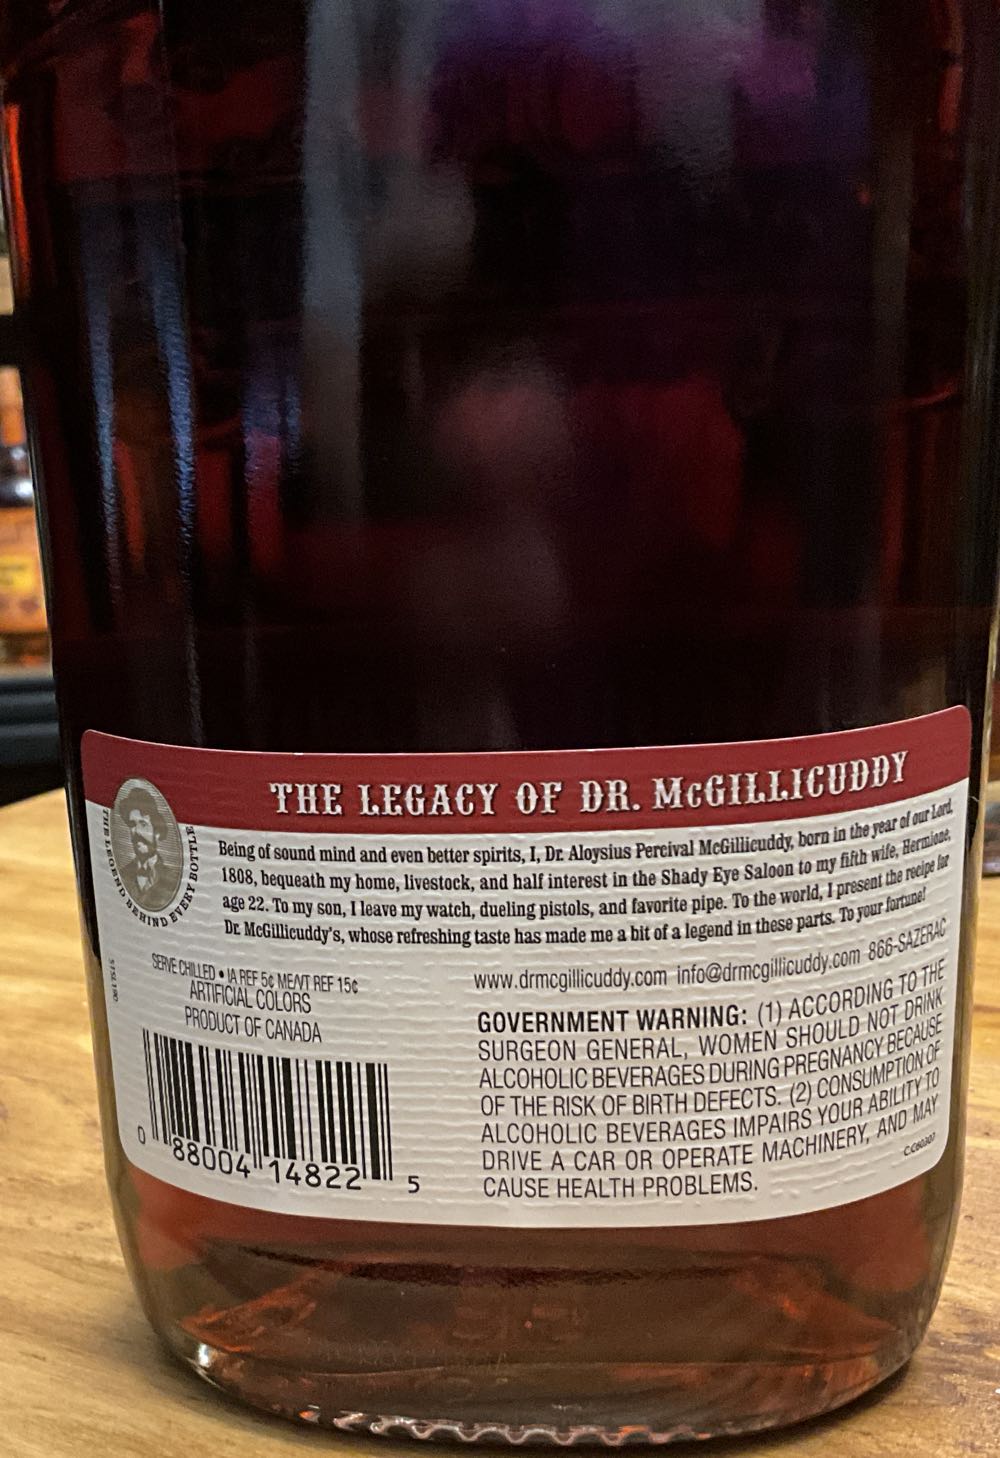 THE LEGACY OF DR. McGILLICUDDY
THE LEGEND BEHIND EVERY BOTTLE
Being of sound mind and even better spirits, I, Dr. Aloysius Percival McGillicuddy, born in the year of our Lord,
1808, bequeath my home, livestock, and half interest in the Shady Eye Saloon to my fifth wife, Hermione,
age 22. To my son, I leave my watch, dueling pistols, and favorite pipe. To the world, I present the recipe for
Dr. McGillicuddy's, whose refreshing taste has made me a bit of a legend in these parts. To your fortune!
SERVE CHILLED • IA REF 5¢ ME/VT REF 15¢
ARTIFICIAL COLORS
PRODUCT OF CANADA
0 88004 14822 5
www.drmcgillicuddy.com info@drmcgillicuddy.com 866-SAZERAC
GOVERNMENT WARNING: (1) ACCORDING TO THE
SURGEON GENERAL, WOMEN SHOULD NOT DRINK
ALCOHOLIC BEVERAGES DURING PREGNANCY BECAUSE
OF THE RISK OF BIRTH DEFECTS. (2) CONSUMPTION OF
ALCOHOLIC BEVERAGES IMPAIRS YOUR ABILITY TO
DRIVE A CAR OR OPERATE MACHINERY, AND MAY
CAUSE HEALTH PROBLEMS.